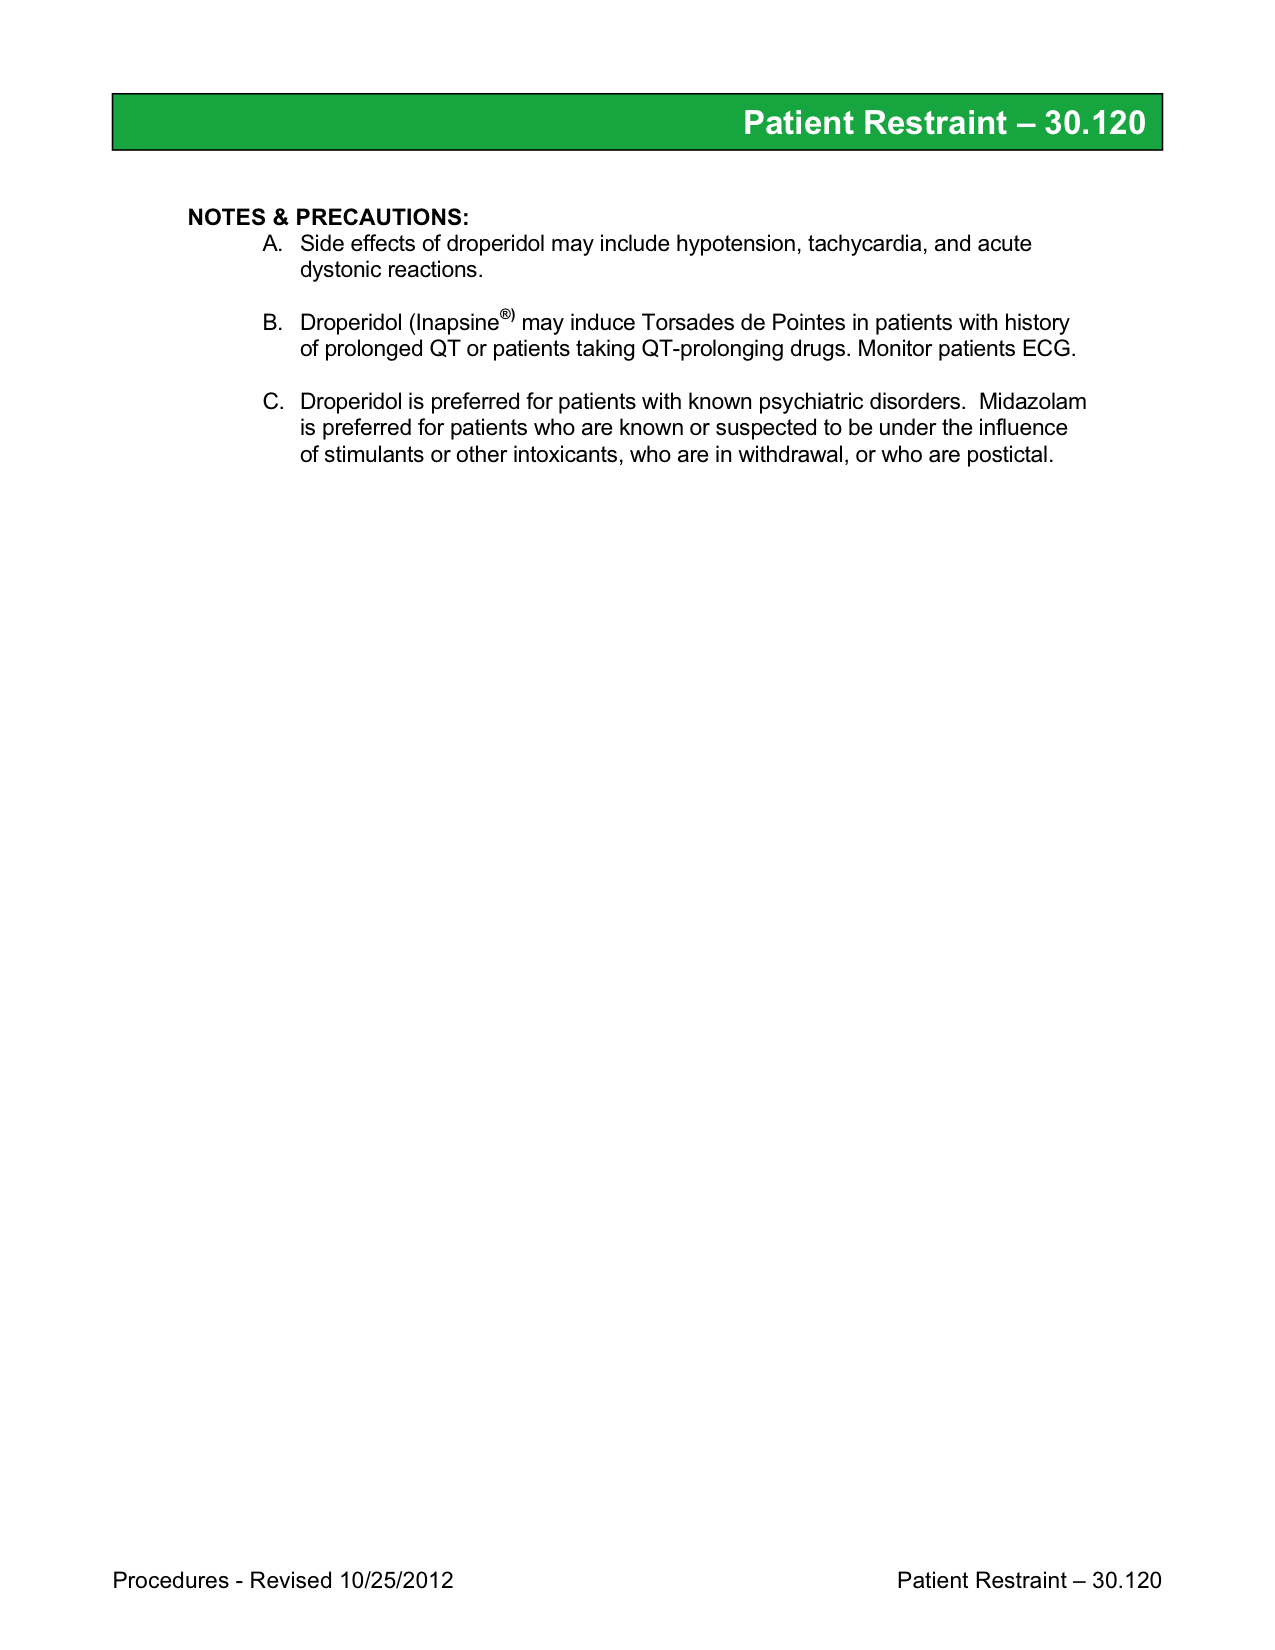 Patient Restraint – 30.120
NOTES & PRECAUTIONS:
A. Side effects of droperidol may include hypotension, tachycardia, and acute
dystonic reactions.
B. Droperidol (Inapsine®) may induce Torsades de Pointes in patients with history
of prolonged QT or patients taking QT-prolonging drugs. Monitor patients ECG.
C. Droperidol is preferred for patients with known psychiatric disorders.  Midazolam
is preferred for patients who are known or suspected to be under the influence
of stimulants or other intoxicants, who are in withdrawal, or who are postictal.
Procedures - Revised 10/25/2012 Patient Restraint – 30.120